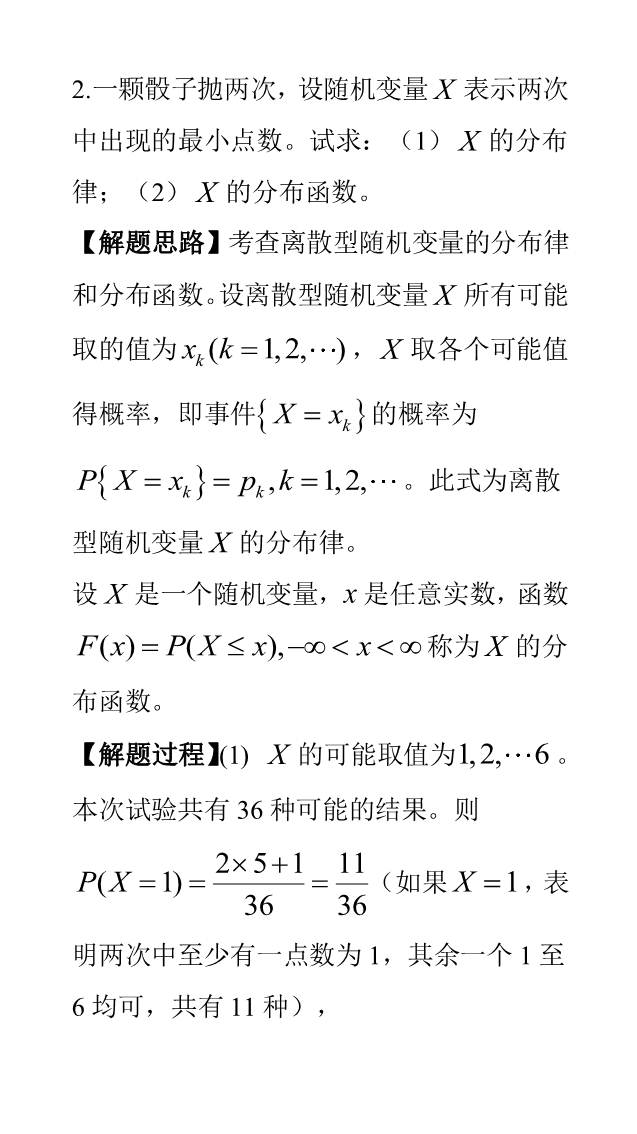 2.一颗骰子抛两次，设随机变量 X 表示两次
中出现的最小点数。试求：（1） X 的分布
律；（2） X 的分布函数。
【解题思路】考查离散型随机变量的分布律
和分布函数。设离散型随机变量 X 所有可能
取的值为 x_k (k = 1, 2, ⋯) ，X 取各个可能值
得概率，即事件{ X = x_k }的概率为
P{ X = x_k } = p_k , k = 1, 2, ⋯ 。此式为离散
型随机变量 X 的分布律。
设 X 是一个随机变量，x 是任意实数，函数
F(x) = P(X ≤ x), −∞ < x < ∞ 称为 X 的分
布函数。
【解题过程】(1) X 的可能取值为1, 2, ⋯6 。
本次试验共有 36 种可能的结果。则
P(X = 1) = \frac{2×5+1}{36} = \frac{11}{36}（如果 X = 1，表
明两次中至少有一点数为 1，其余一个 1 至
6 均可，共有 11 种），